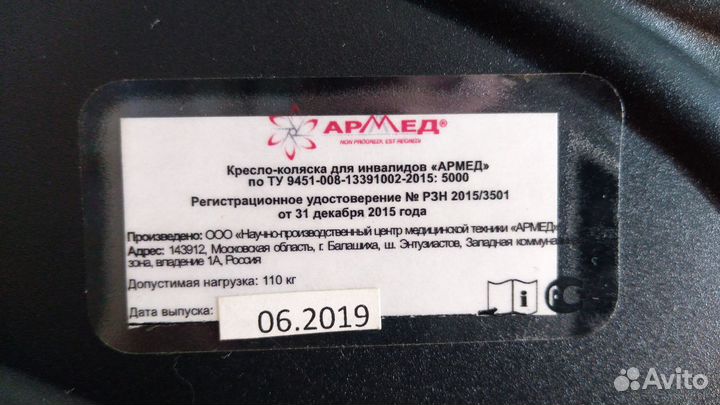 АРМЕД®
NON PROGREDI, EST REGREDI
Кресло-коляска для инвалидов «АРМЕД»
по ТУ 9451-008-13391002-2015: 5000
Регистрационное удостоверение № РЗН 2015/3501
от 31 декабря 2015 года
Произведено: ООО «Научно-производственный центр медицинской техники «АРМЕД»
Адрес: 143912, Московская область, г. Балашиха, ш. Энтузиастов, Западная коммуна
зона, владение 1А, Россия
Допустимая нагрузка: 110 кг
Дата выпуска:
06.2019
Avito